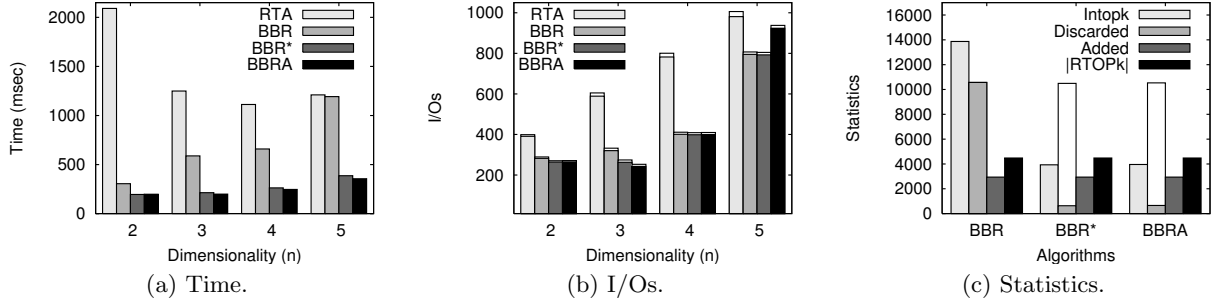 Time (msec)
2000
1500
1000
500
0
RTA
BBR
BBR*
BBRA
2 3 4 5
Dimensionality (n)
(a) Time.
I/Os
1000
800
600
400
200
RTA
BBR
BBR*
BBRA
2 3 4 5
Dimensionality (n)
(b) I/Os.
Statistics
16000
14000
12000
10000
8000
6000
4000
2000
0
Intopk
Discarded
Added
|RTOPk|
BBR BBR* BBRA
Algorithms
(c) Statistics.